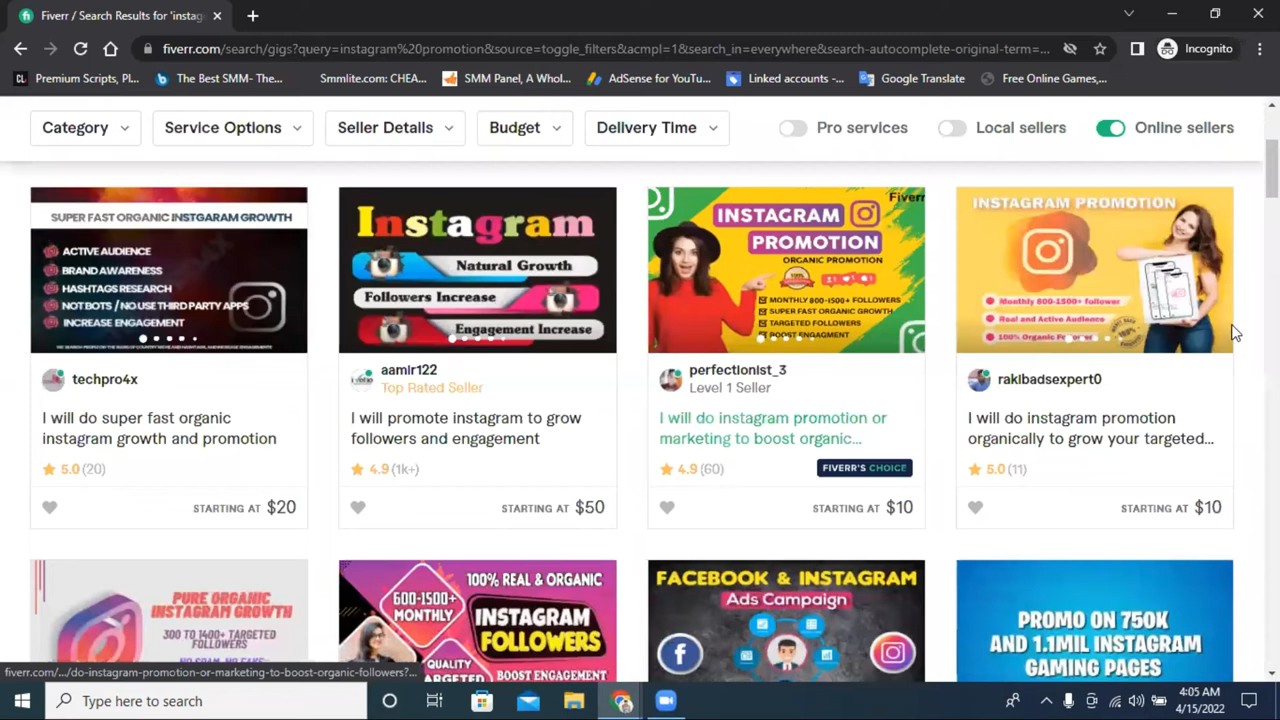 Fiverr / Search Results for 'instag
fiverr.com/search/gigs?query=instagram%20promotion&source=toggle_filters&acmpl=1&search_in=everywhere&search-autocomplete-original-term=...
Incognito
CL Premium Scripts, Pl...
The Best SMM- The...
Smmlite.com: CHEA...
SMM Panel, A Whol...
AdSense for YouTu...
Linked accounts -...
Google Translate
Free Online Games,...
Category
Service Options
Seller Details
Budget
Delivery Time
Pro services
Local sellers
Online sellers
SUPER FAST ORGANIC INSTGARAM GROWTH
ACTIVE AUDIENCE
BRAND AWARENESS
HASHTAGS RESEARCH
NOT BOTS / NO USE THIRD PARTY APPS
INCREASE ENGAGEMENT
techpro4x
I will do super fast organic
instagram growth and promotion
5.0 (20)
STARTING AT $20
Instagram
Natural Growth
Followers Increase
Engagement Increase
aamir122
Top Rated Seller
I will promote instagram to grow
followers and engagement
4.9 (1k+)
STARTING AT $50
Fiverr
INSTAGRAM
PROMOTION
ORGANIC PROMOTION
100%
MONTHLY 800-1500+ FOLLOWERS
SUPER FAST ORGANIC GROWTH
TARGETED FOLLOWERS
BOOST ENGAGMENT
perfectionist_3
Level 1 Seller
I will do instagram promotion or
marketing to boost organic...
4.9 (60)
FIVERR'S CHOICE
STARTING AT $10
INSTAGRAM PROMOTION
Monthly 800-1500+ follower
Real and Active Audience
100% Organic
rakibadsexpert0
I will do instagram promotion
organically to grow your targeted...
5.0 (11)
STARTING AT $10
PURE ORGANIC
INSTAGRAM GROWTH
300 TO 1400+ TARGETED
FOLLOWERS
100% REAL & ORGANIC
600-1500+
MONTHLY
INSTAGRAM
FOLLOWERS
QUALITY
TARGETED
BOOST ENGAGEMENT
FACEBOOK & INSTAGRAM
Ads Campaign
PROMO ON 750K
AND 1.1MIL INSTAGRAM
GAMING PAGES
fiverr.com/.../do-instagram-promotion-or-marketing-to-boost-organic-followers?...
Type here to search
4:05 AM
4/15/2022